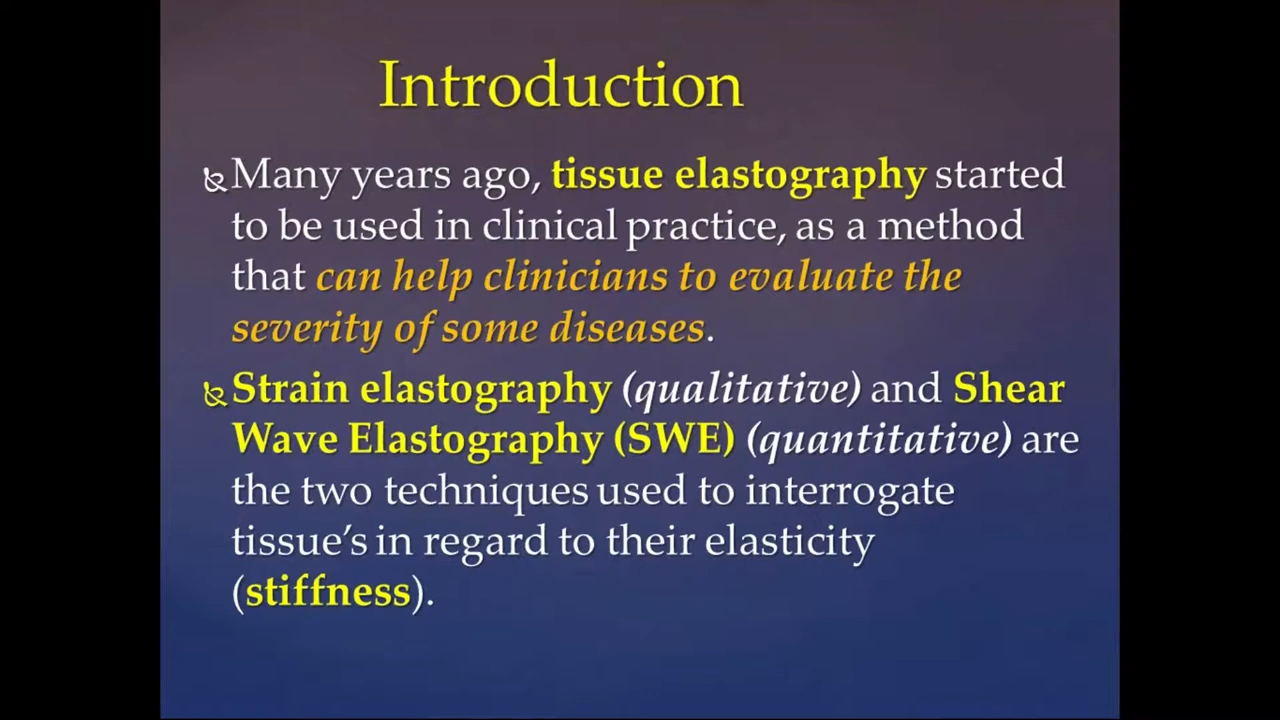 Introduction
Many years ago, tissue elastography started
to be used in clinical practice, as a method
that can help clinicians to evaluate the
severity of some diseases.
Strain elastography (qualitative) and Shear
Wave Elastography (SWE) (quantitative) are
the two techniques used to interrogate
tissue’s in regard to their elasticity
(stiffness).